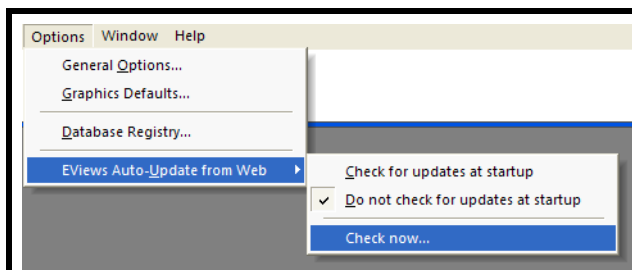 Options Window Help
General Options...
Graphics Defaults...
Database Registry...
EViews Auto-Update from Web
Check for updates at startup
Do not check for updates at startup
Check now...